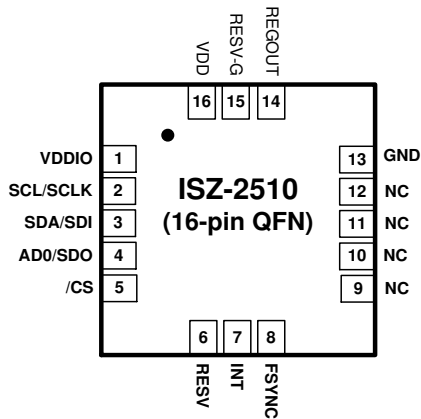 VDD
RESV-G
REGOUT
16
15
14
VDDIO 1
SCL/SCLK 2
SDA/SDI 3
AD0/SDO 4
/CS 5
ISZ-2510
(16-pin QFN)
13 GND
12 NC
11 NC
10 NC
9 NC
6
7
8
RESV
INT
FSYNC